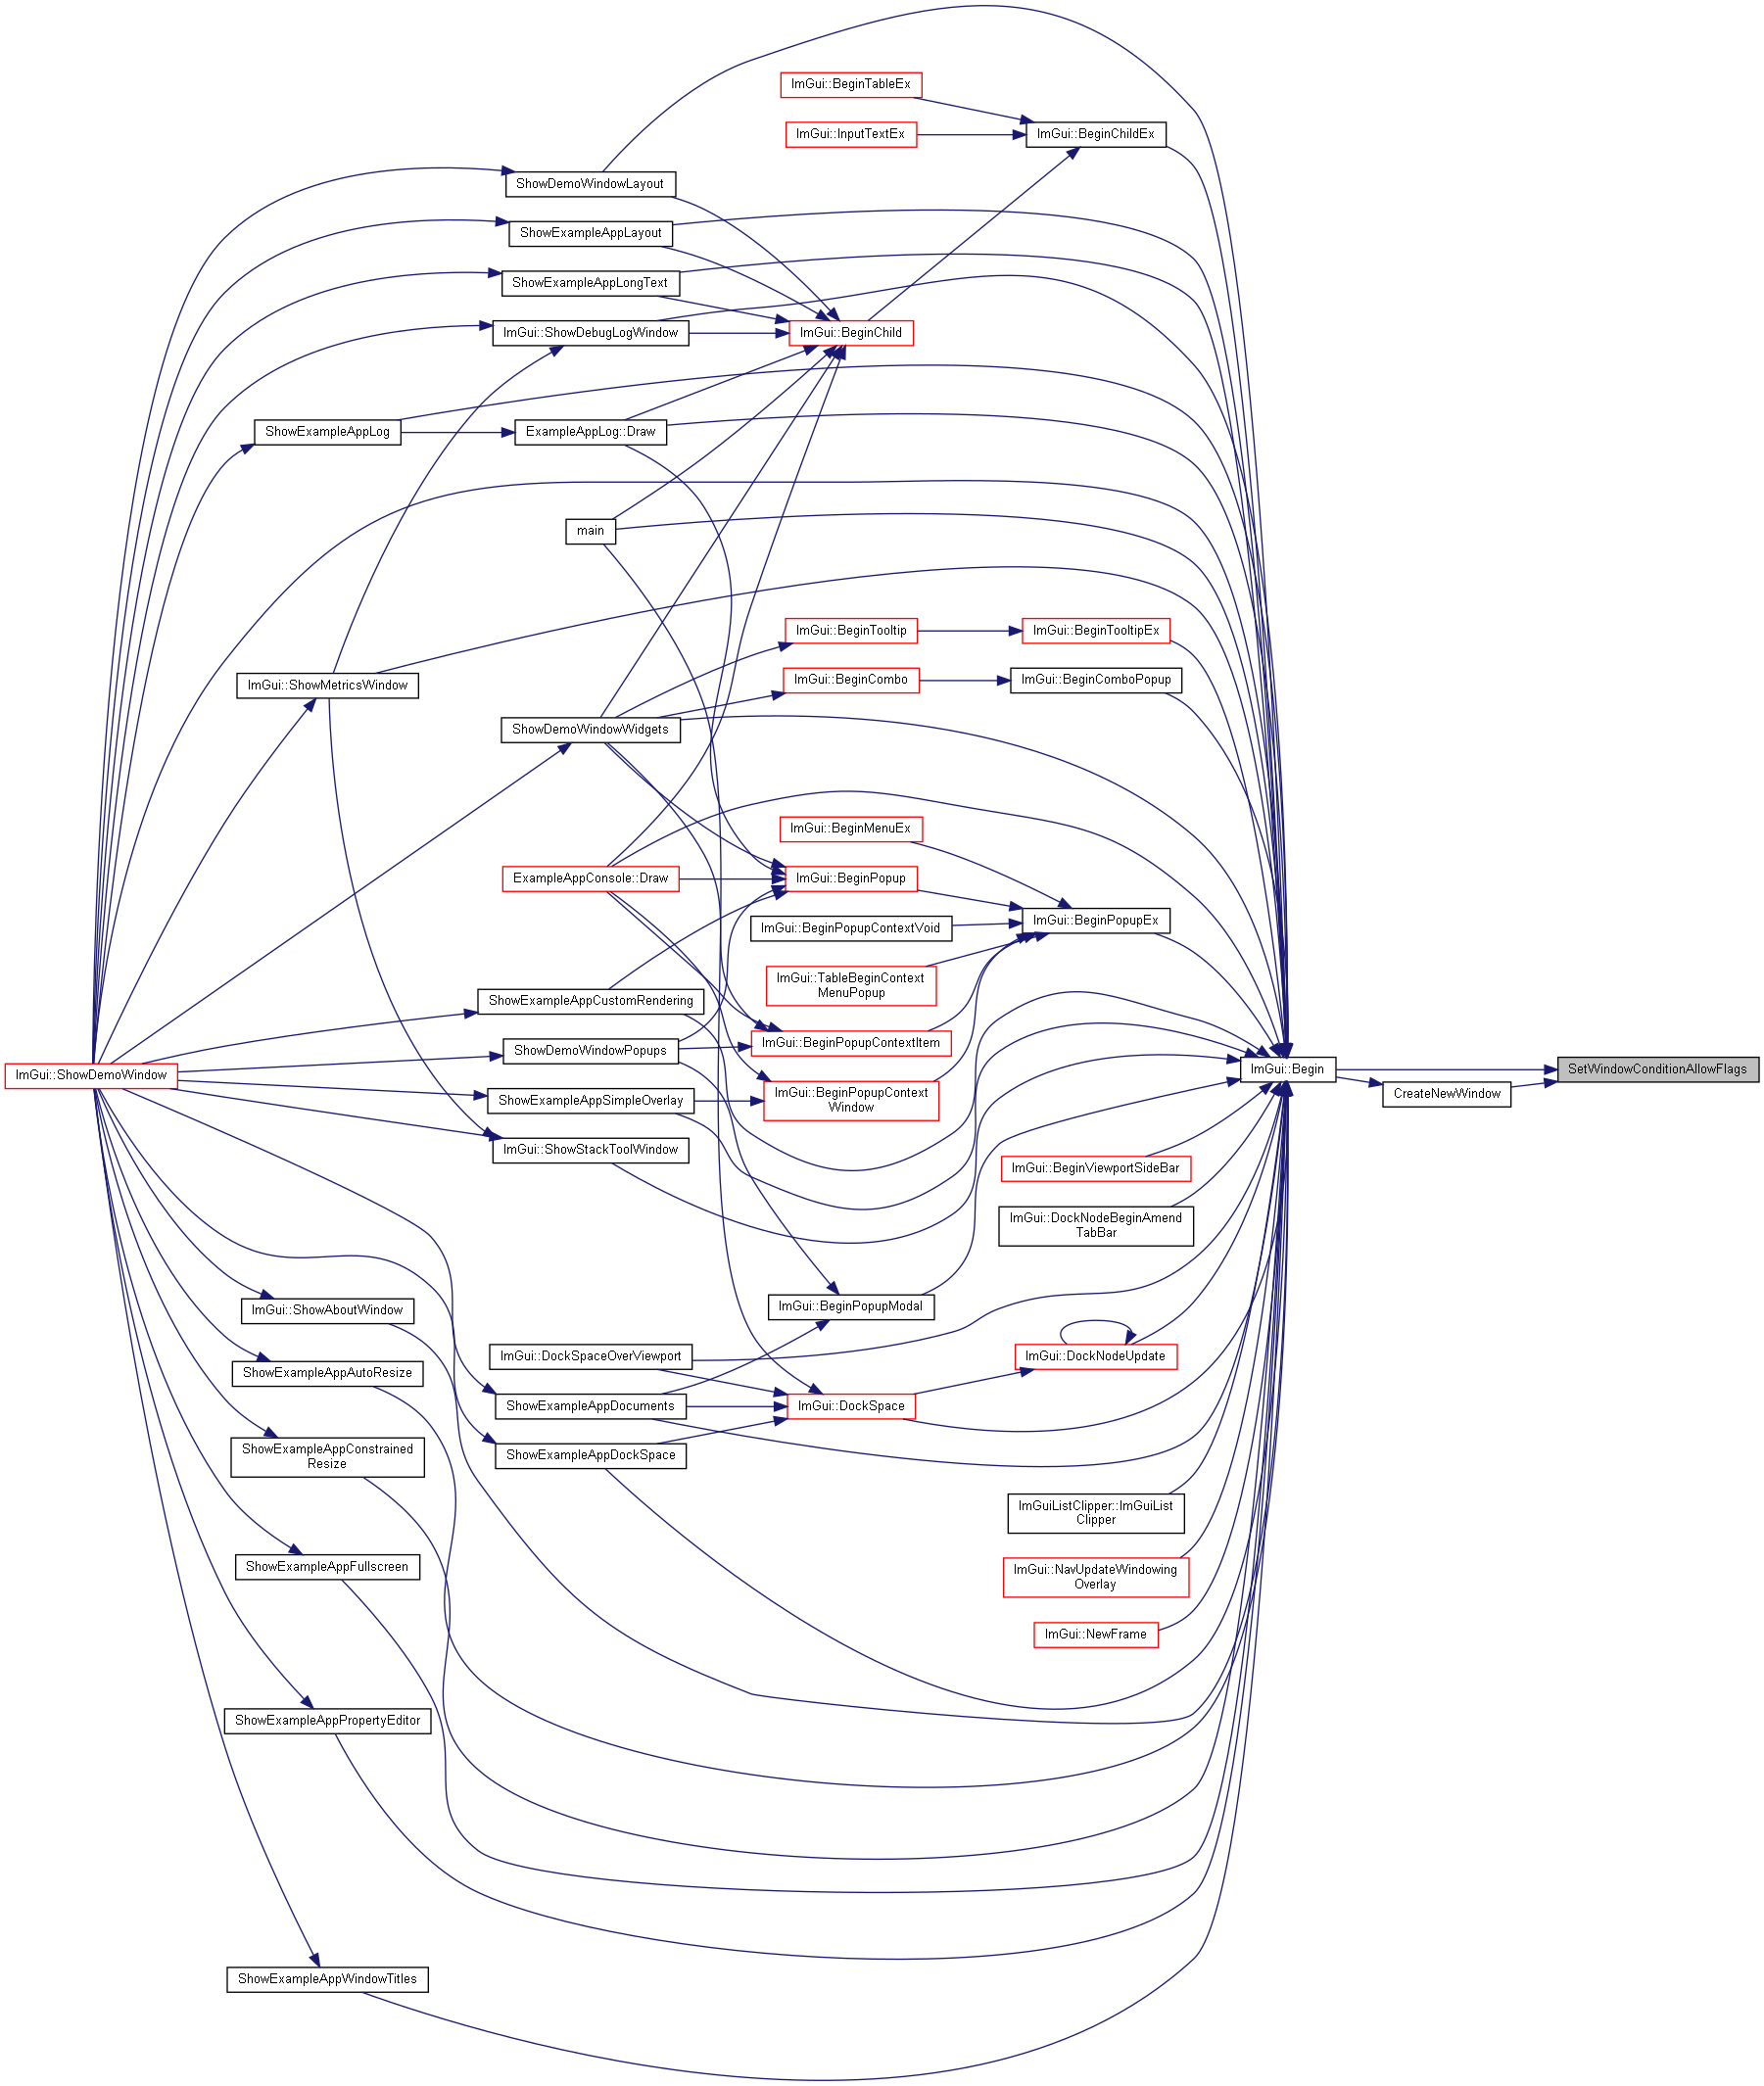 ImGui::BeginTableEx
ImGui::InputTextEx
ImGui::BeginChildEx
ShowDemoWindowLayout
ShowExampleAppLayout
ShowExampleAppLongText
ImGui::ShowDebugLogWindow
ImGui::BeginChild
ShowExampleAppLog
ExampleAppLog::Draw
main
ImGui::BeginTooltip
ImGui::BeginTooltipEx
ImGui::ShowMetricsWindow
ImGui::BeginCombo
ImGui::BeginComboPopup
ShowDemoWindowWidgets
ImGui::BeginMenuEx
ExampleAppConsole::Draw
ImGui::BeginPopup
ImGui::BeginPopupContextVoid
ImGui::BeginPopupEx
ImGui::TableBeginContext
MenuPopup
ShowExampleAppCustomRendering
ImGui::BeginPopupContextItem
ShowDemoWindowPopups
ImGui::ShowDemoWindow
ImGui::Begin
SetWindowConditionAllowFlags
CreateNewWindow
ShowExampleAppSimpleOverlay
ImGui::BeginPopupContext
Window
ImGui::ShowStackToolWindow
ImGui::BeginViewportSideBar
ImGui::DockNodeBeginAmend
TabBar
ImGui::ShowAboutWindow
ImGui::BeginPopupModal
ImGui::DockSpaceOverViewport
ImGui::DockNodeUpdate
ShowExampleAppAutoResize
ShowExampleAppDocuments
ImGui::DockSpace
ShowExampleAppConstrained
Resize
ShowExampleAppDockSpace
ImGuiListClipper::ImGuiList
Clipper
ShowExampleAppFullscreen
ImGui::NavUpdateWindowing
Overlay
ImGui::NewFrame
ShowExampleAppPropertyEditor
ShowExampleAppWindowTitles